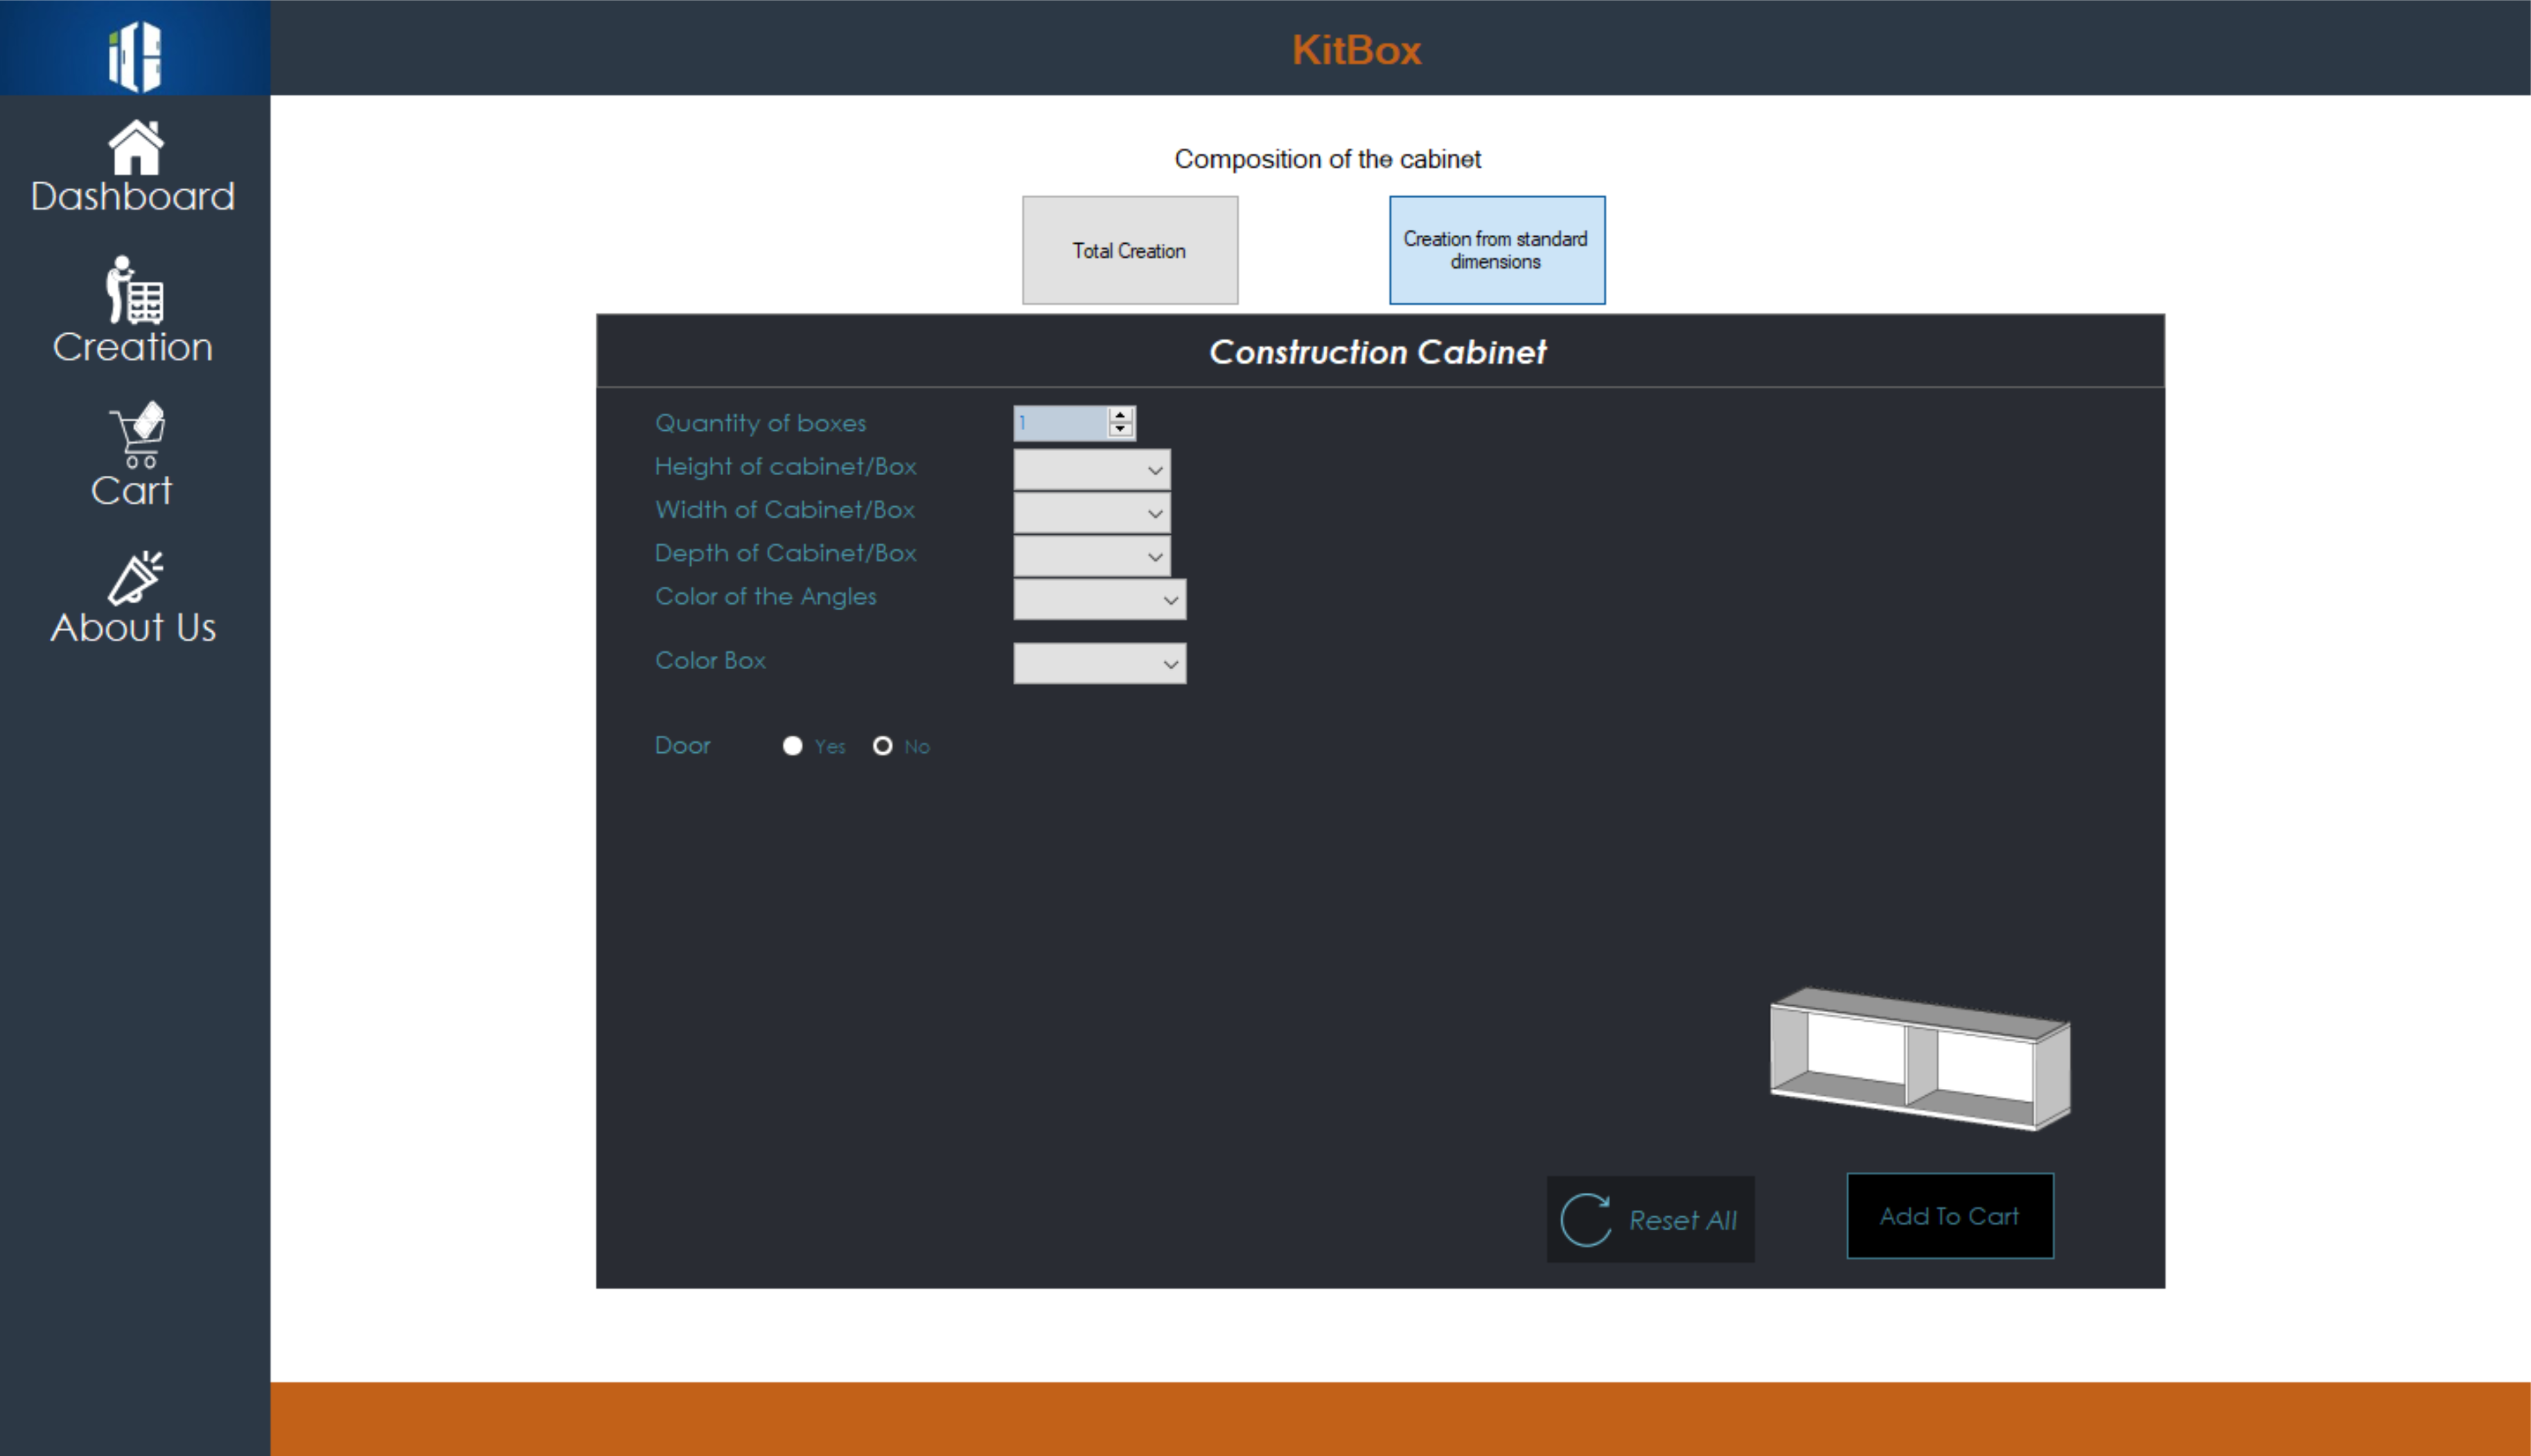 KitBox
Dashboard
Creation
Cart
About Us
Composition of the cabinet
Total Creation
Creation from standard
dimensions
Construction Cabinet
Quantity of boxes 1
Height of cabinet/Box
Width of Cabinet/Box
Depth of Cabinet/Box
Color of the Angles
Color Box
Door Yes No
Reset All
Add To Cart